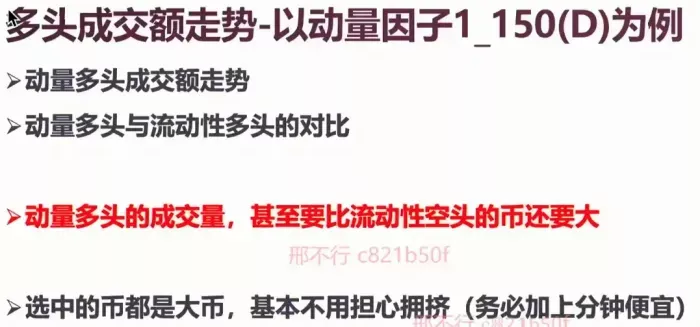 多头成交额走势-以动量因子1_150(D)为例
➢动量多头成交额走势
➢动量多头与流动性多头的对比
➢动量多头的成交量，甚至要比流动性空头的币还要大
邢不行 c821b50f
➢选中的币都是大币，基本不用担心拥挤（务必加上分钟便宜）
邢不行 c821b50f